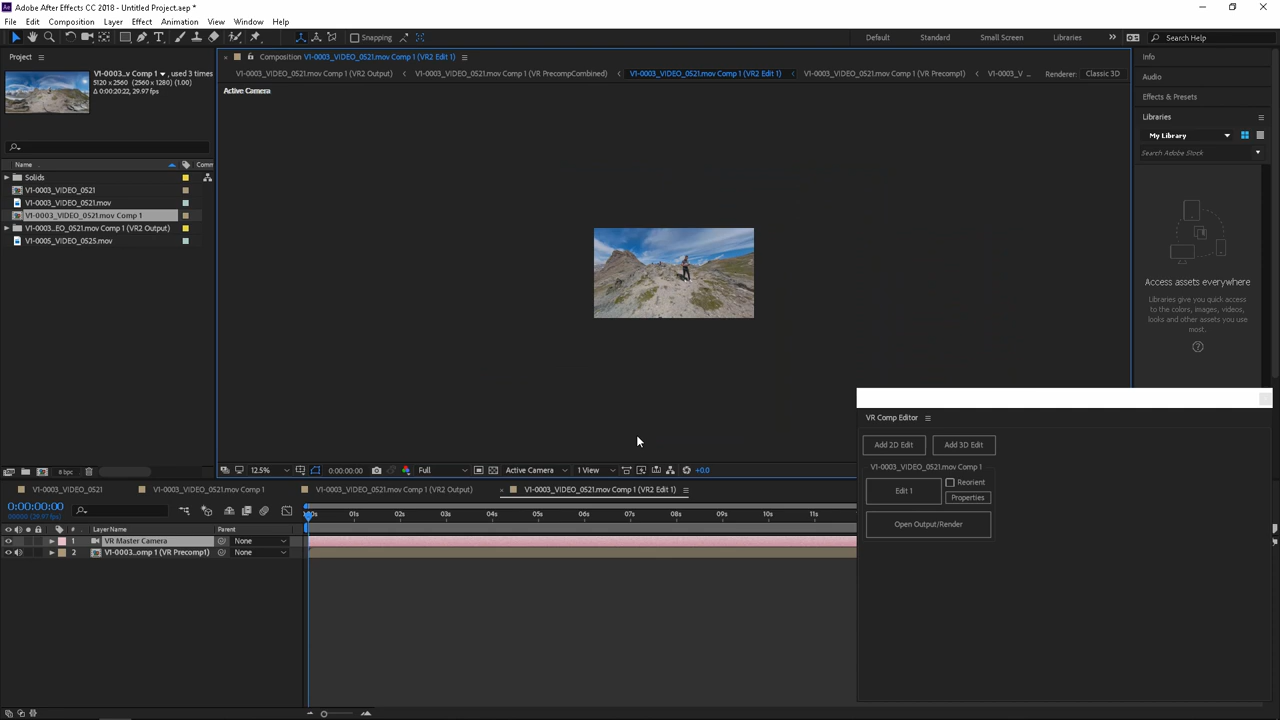 Adobe After Effects CC 2018 - Untitled Project.aep *
File Edit Composition Layer Effect Animation View Window Help
Snapping
Default Standard Small Screen Libraries Search Help
Project
V1-0003_v Comp 1, used 3 times
5120 x 2560 (2560 x 1280) (1.00)
Δ 0:00:20:22, 29.97 fps
Name Comm
Solids
V1-0003_VIDEO_0521
V1-0003_VIDEO_0521.mov
V1-0003_VIDEO_0521.mov Comp 1
V1-0003...EO_0521.mov Comp 1 (VR2 Output)
V1-0005_VIDEO_0525.mov
8 bpc
Composition V1-0003_VIDEO_0521.mov Comp 1 (VR2 Edit 1)
V1-0003_VIDEO_0521.mov Comp 1 (VR2 Output) V1-0003_VIDEO_0521.mov Comp 1 (VR PrecompCombined) V1-0003_VIDEO_0521.mov Comp 1 (VR2 Edit 1) V1-0003_VIDEO_0521.mov Comp 1 (VR Precomp1) V1-0003_V ... Renderer: Classic 3D
Active Camera
12.5% 0:00:00:00 Full Active Camera 1 View +0.0
Info
Audio
Effects & Presets
Libraries
My Library
Search Adobe Stock
Access assets everywhere
Libraries give you quick access
to the colors, images, videos,
looks and other assets you use
most.
VR Comp Editor
Add 2D Edit Add 3D Edit
V1-0003_VIDEO_0521.mov Comp 1
Edit 1 Reorient
Properties
Open Output/Render
V1-0003_VIDEO_0521 V1-0003_VIDEO_0521.mov Comp 1 V1-0003_VIDEO_0521.mov Comp 1 (VR2 Output) V1-0003_VIDEO_0521.mov Comp 1 (VR2 Edit 1)
0:00:00:00
00000 (29.97 fps)
:00s 01s 02s 03s 04s 05s 06s 07s 08s 09s 10s 11s
# Layer Name Parent
1 VR Master Camera None
2 V1-0003...omp 1 (VR Precomp1) None